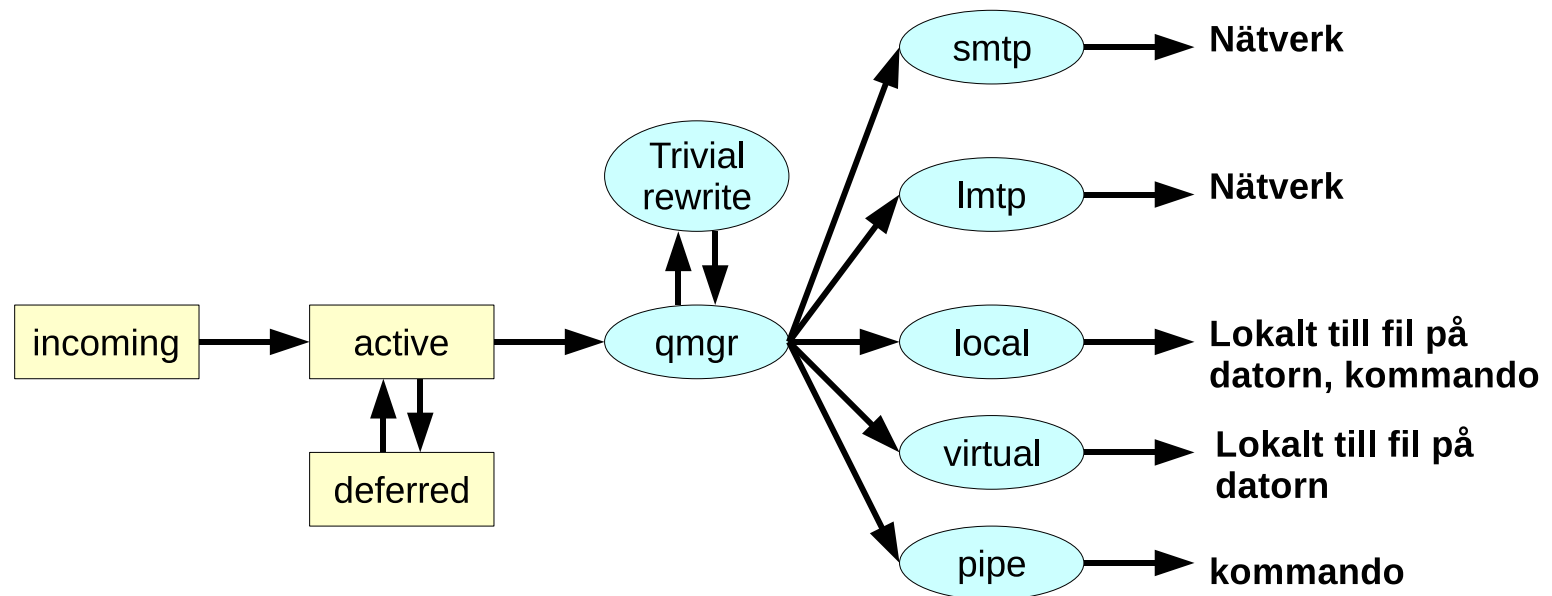 smtp
Nätverk
Trivial
rewrite
lmtp
Nätverk
incoming
active
qmgr
local
Lokalt till fil på
datorn, kommando
deferred
virtual
Lokalt till fil på
datorn
pipe
kommando